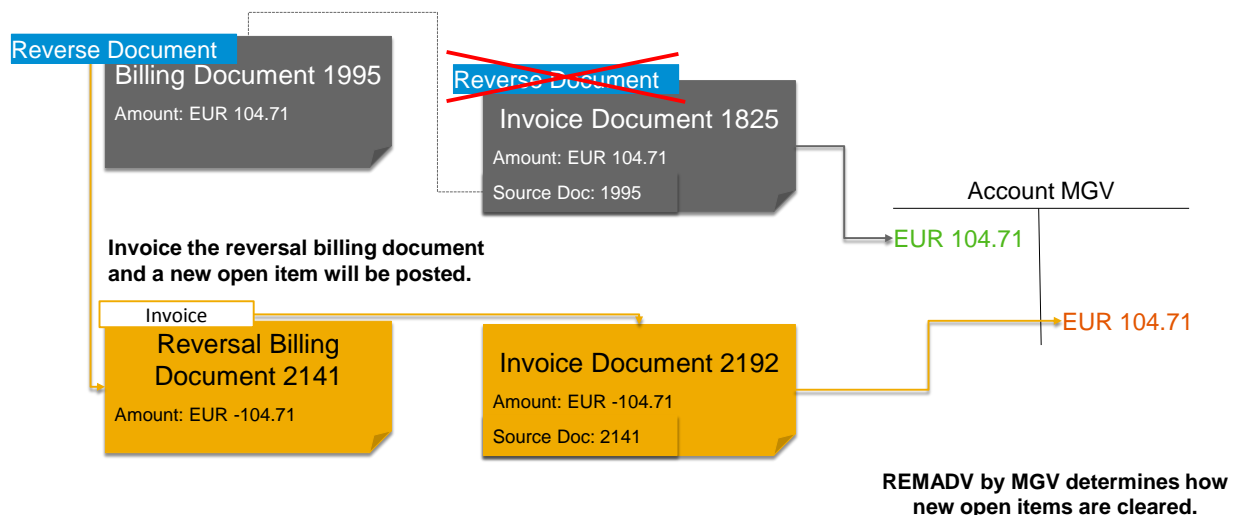 Reverse Document
Billing Document 1995
Amount: EUR 104.71
Reverse Document
Invoice Document 1825
Amount: EUR 104.71
Source Doc: 1995
Account MGV
EUR 104.71
Invoice the reversal billing document
and a new open item will be posted.
Invoice
Reversal Billing
Document 2141
Amount: EUR -104.71
Invoice Document 2192
Amount: EUR -104.71
Source Doc: 2141
EUR 104.71
REMADV by MGV determines how
new open items are cleared.